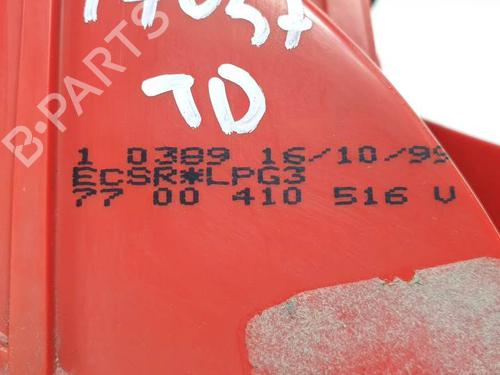 TD
1 0389 16/10/99
ECSR*LPG3
77 00 410 516 V
B-PARTS